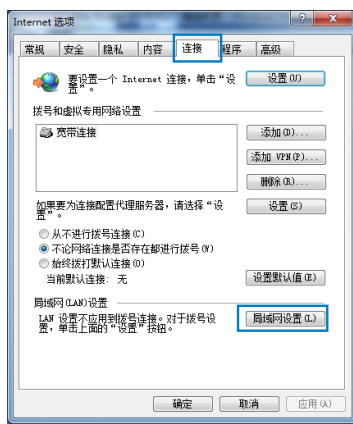 Internet 选项
常规 安全 隐私 内容 连接 程序 高级
要设置一个 Internet 连接，单击“设置”。
设置(U)
拨号和虚拟专用网络设置
宽带连接
添加(D)...
添加 VPN(P)...
删除(R)...
如果要为连接配置代理服务器，请选择“设置”。
设置(S)
从不进行拨号连接(C)
不论网络连接是否存在都进行拨号(W)
始终拨打默认连接(O)
当前默认连接: 无
设置默认值(E)
局域网(LAN)设置
LAN 设置不应用到拨号连接。对于拨号设置，单击上面的“设置”按钮。
局域网设置(L)
确定 取消 应用(A)